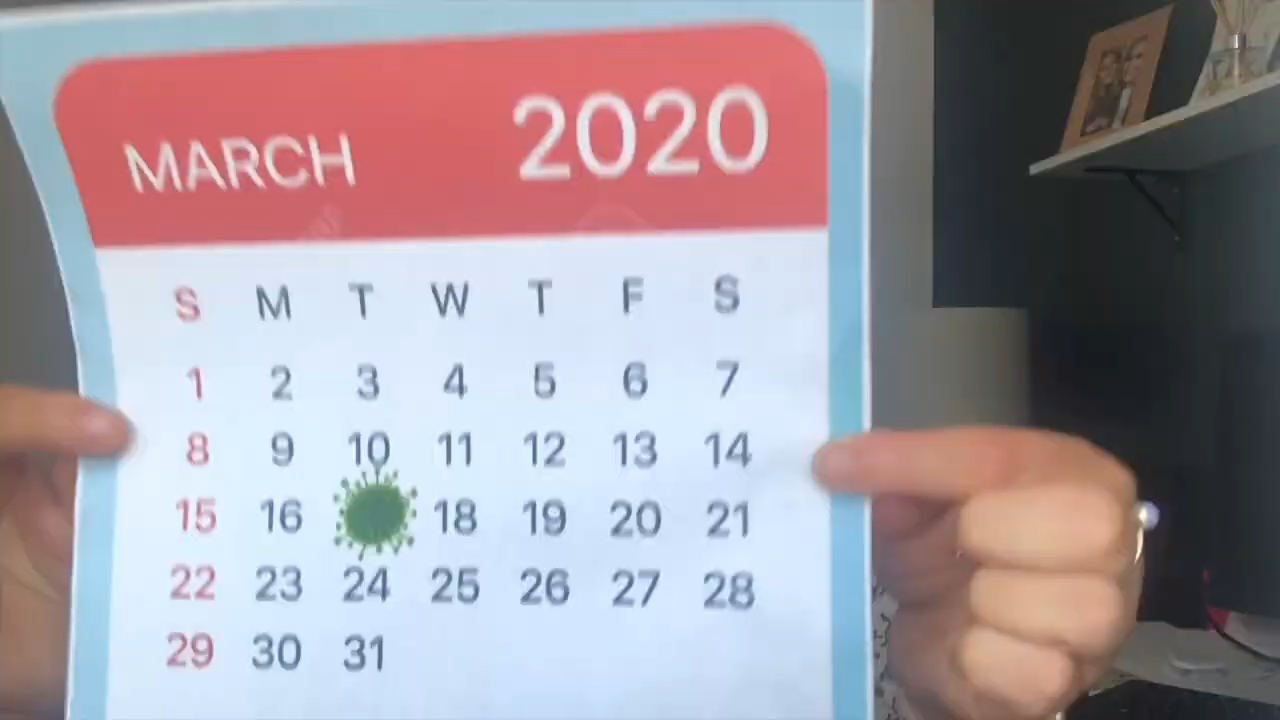 MARCH 2020
S M T W T F S
1 2 3 4 5 6 7
8 9 10 11 12 13 14
15 16 18 19 20 21
22 23 24 25 26 27 28
29 30 31